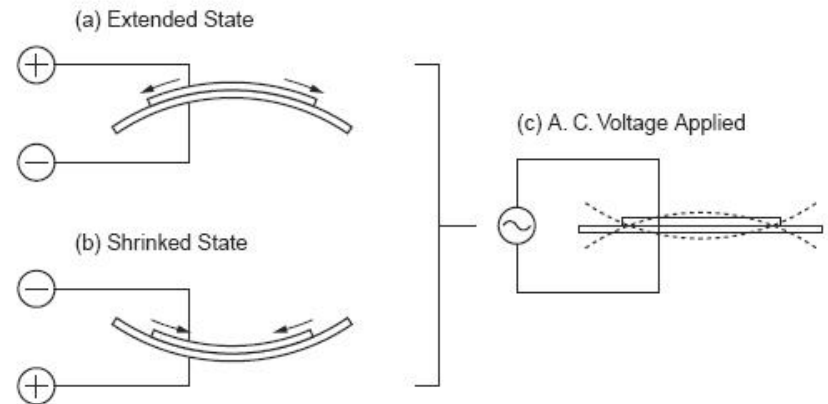 (a) Extended State
(c) A. C. Voltage Applied
(b) Shrinked State